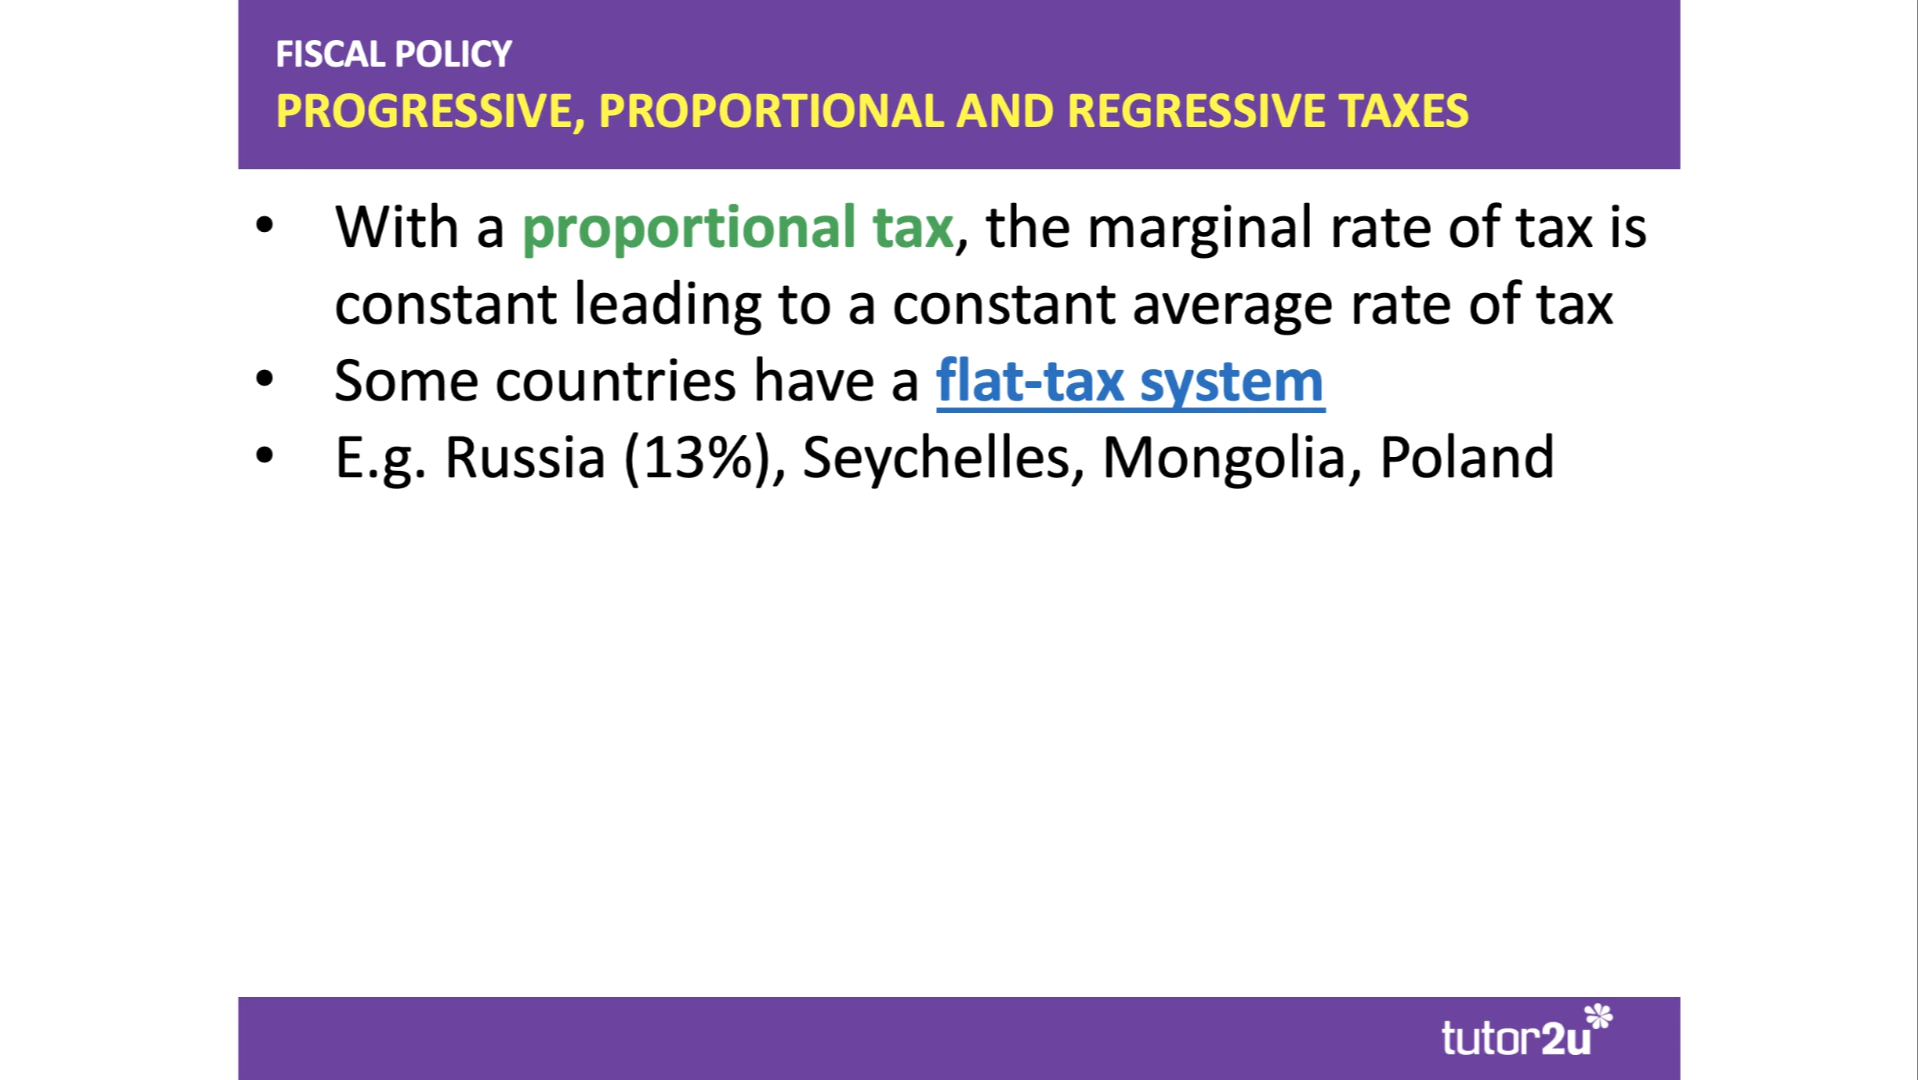 FISCAL POLICY
PROGRESSIVE, PROPORTIONAL AND REGRESSIVE TAXES
• With a proportional tax, the marginal rate of tax is
constant leading to a constant average rate of tax
• Some countries have a flat-tax system
• E.g. Russia (13%), Seychelles, Mongolia, Poland
tutor2u